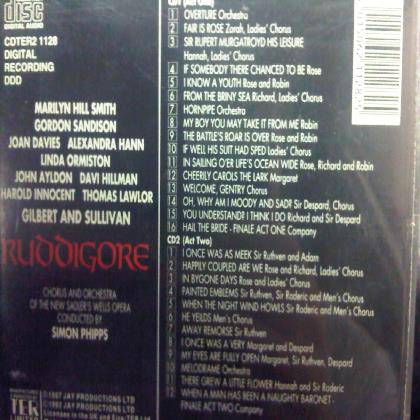 disc
DIGITAL AUDIO
CDTER2 1128
DIGITAL
RECORDING
DDD
MARILYN HILL SMITH
GORDON SANDISON
JOAN DAVIES ALEXANDRA HANN
LINDA ORMISTON
JOHN AYLDON DAVI HILLMAN
HAROLD INNOCENT THOMAS LAWLOR
GILBERT AND SULLIVAN
RUDDIGORE
CHORUS AND ORCHESTRA
OF THE NEW SADLER'S WELLS OPERA
CONDUCTED BY
SIMON PHIPPS
TER
LIMITED
℗1987 JAY PRODUCTIONS LTD
©1987 JAY PRODUCTIONS LTD
CD1 (Act One)
1 OVERTURE Orchestra
2 FAIR IS ROSE Zorah, Ladies' Chorus
3 SIR RUPERT MURGATROYD HIS LEISURE
Hannah, Ladies' Chorus
4 IF SOMEBODY THERE CHANCED TO BE Rose
5 I KNOW A YOUTH Rose and Robin
6 FROM THE BRINY SEA Richard, Ladies' Chorus
7 HORNPIPE Orchestra
8 MY BOY YOU MAY TAKE IT FROM ME Robin
9 THE BATTLE'S ROAR IS OVER Rose and Robin
10 IF WELL HIS SUIT HAD SPED Ladies' Chorus
11 IN SAILING O'ER LIFE'S OCEAN WIDE Rose, Richard and Robin
12 CHEERILY CAROLS THE LARK Margaret
13 WELCOME, GENTRY Chorus
14 OH, WHY AM I MOODY AND SAD? Sir Despard, Chorus
15 YOU UNDERSTAND? I THINK I DO Richard and Sir Despard
16 HAIL THE BRIDE - FINALE ACT ONE Company
CD2 (Act Two)
1 I ONCE WAS AS MEEK Sir Ruthven and Adam
2 HAPPILY COUPLED ARE WE Rose and Richard, Ladies' Chorus
3 IN BYGONE DAYS Rose and Ladies' Chorus
4 PAINTED EMBLEMS Sir Ruthven, Sir Roderic and Men's Chorus
5 WHEN THE NIGHT WIND HOWLS Sir Roderic and Men's Chorus
6 HE YEILDS Men's Chorus
7 AWAY REMORSE Sir Ruthven
8 I ONCE WAS A VERY Margaret and Despard
9 MY EYES ARE FULLY OPEN Margaret, Sir Ruthven, Despard
10 MELODRAME Orchestra
11 THERE GREW A LITTLE FLOWER Hannah and Sir Roderic
12 WHEN A MAN HAS BEEN A NAUGHTY BARONET -
FINALE ACT TWO Company